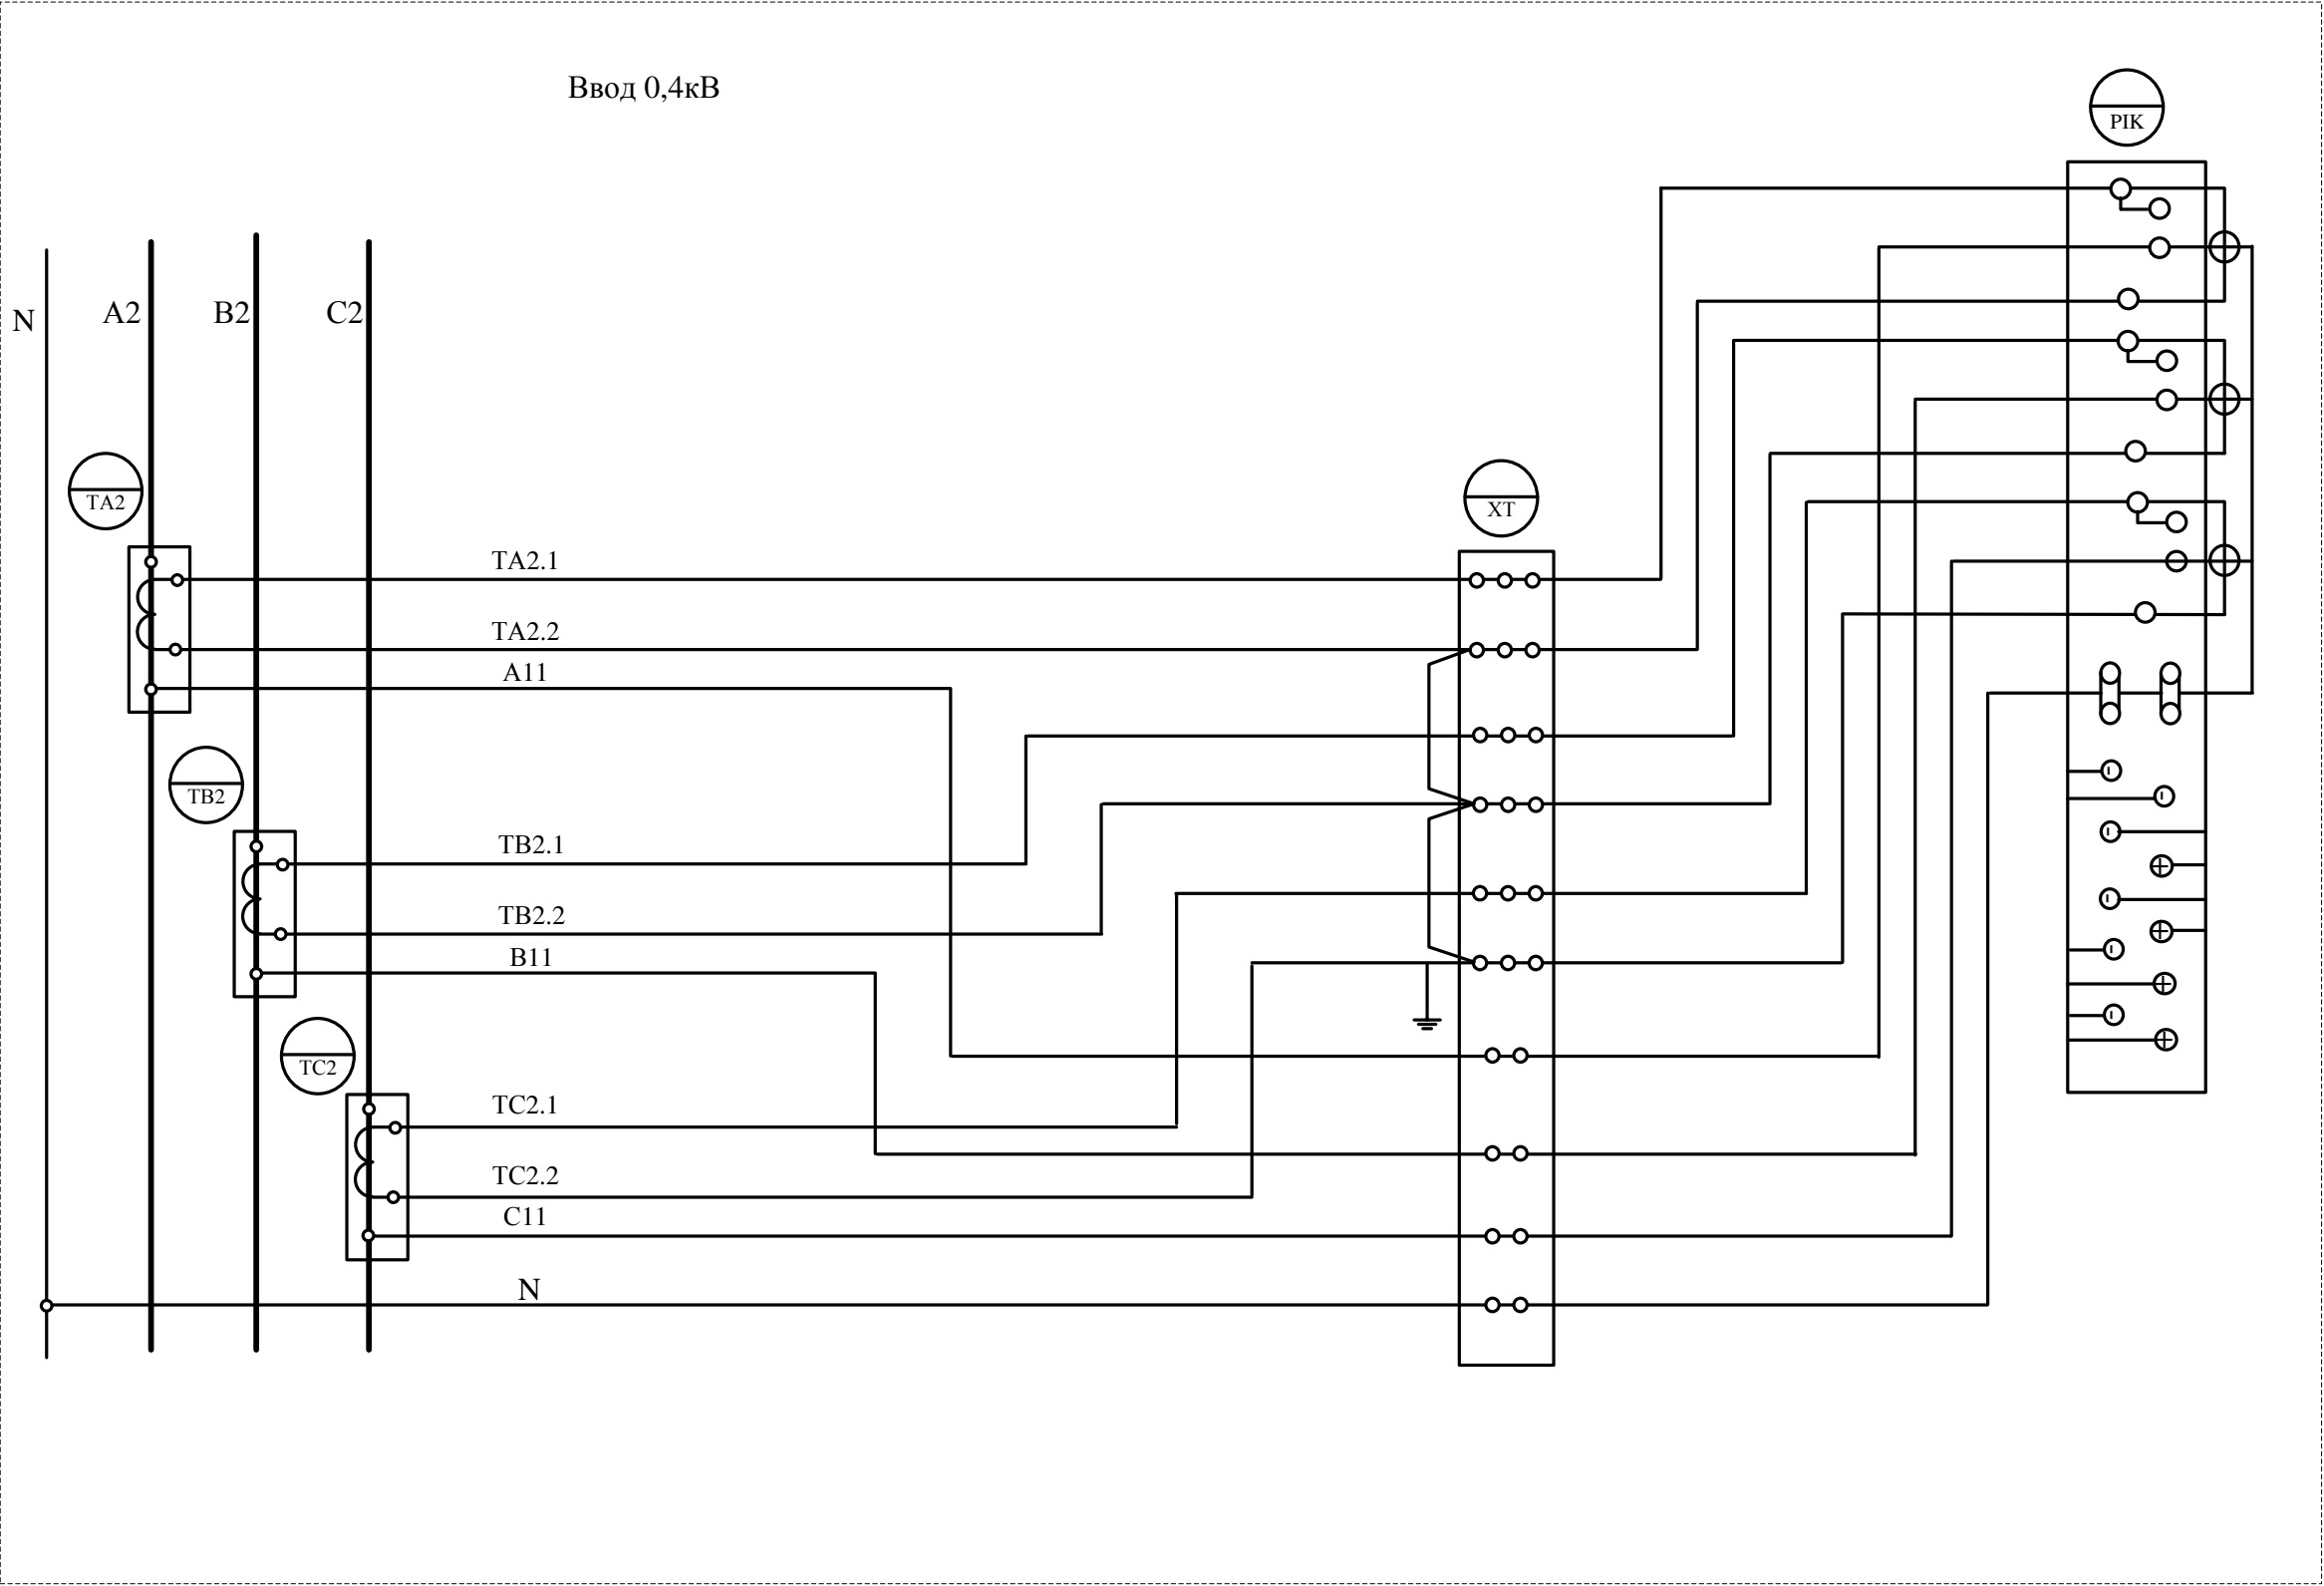 Ввод 0,4кВ
PIK
N
A2
B2
C2
TA2
XT
TA2.1
TA2.2
A11
TB2
TB2.1
TB2.2
B11
TC2
TC2.1
TC2.2
C11
N